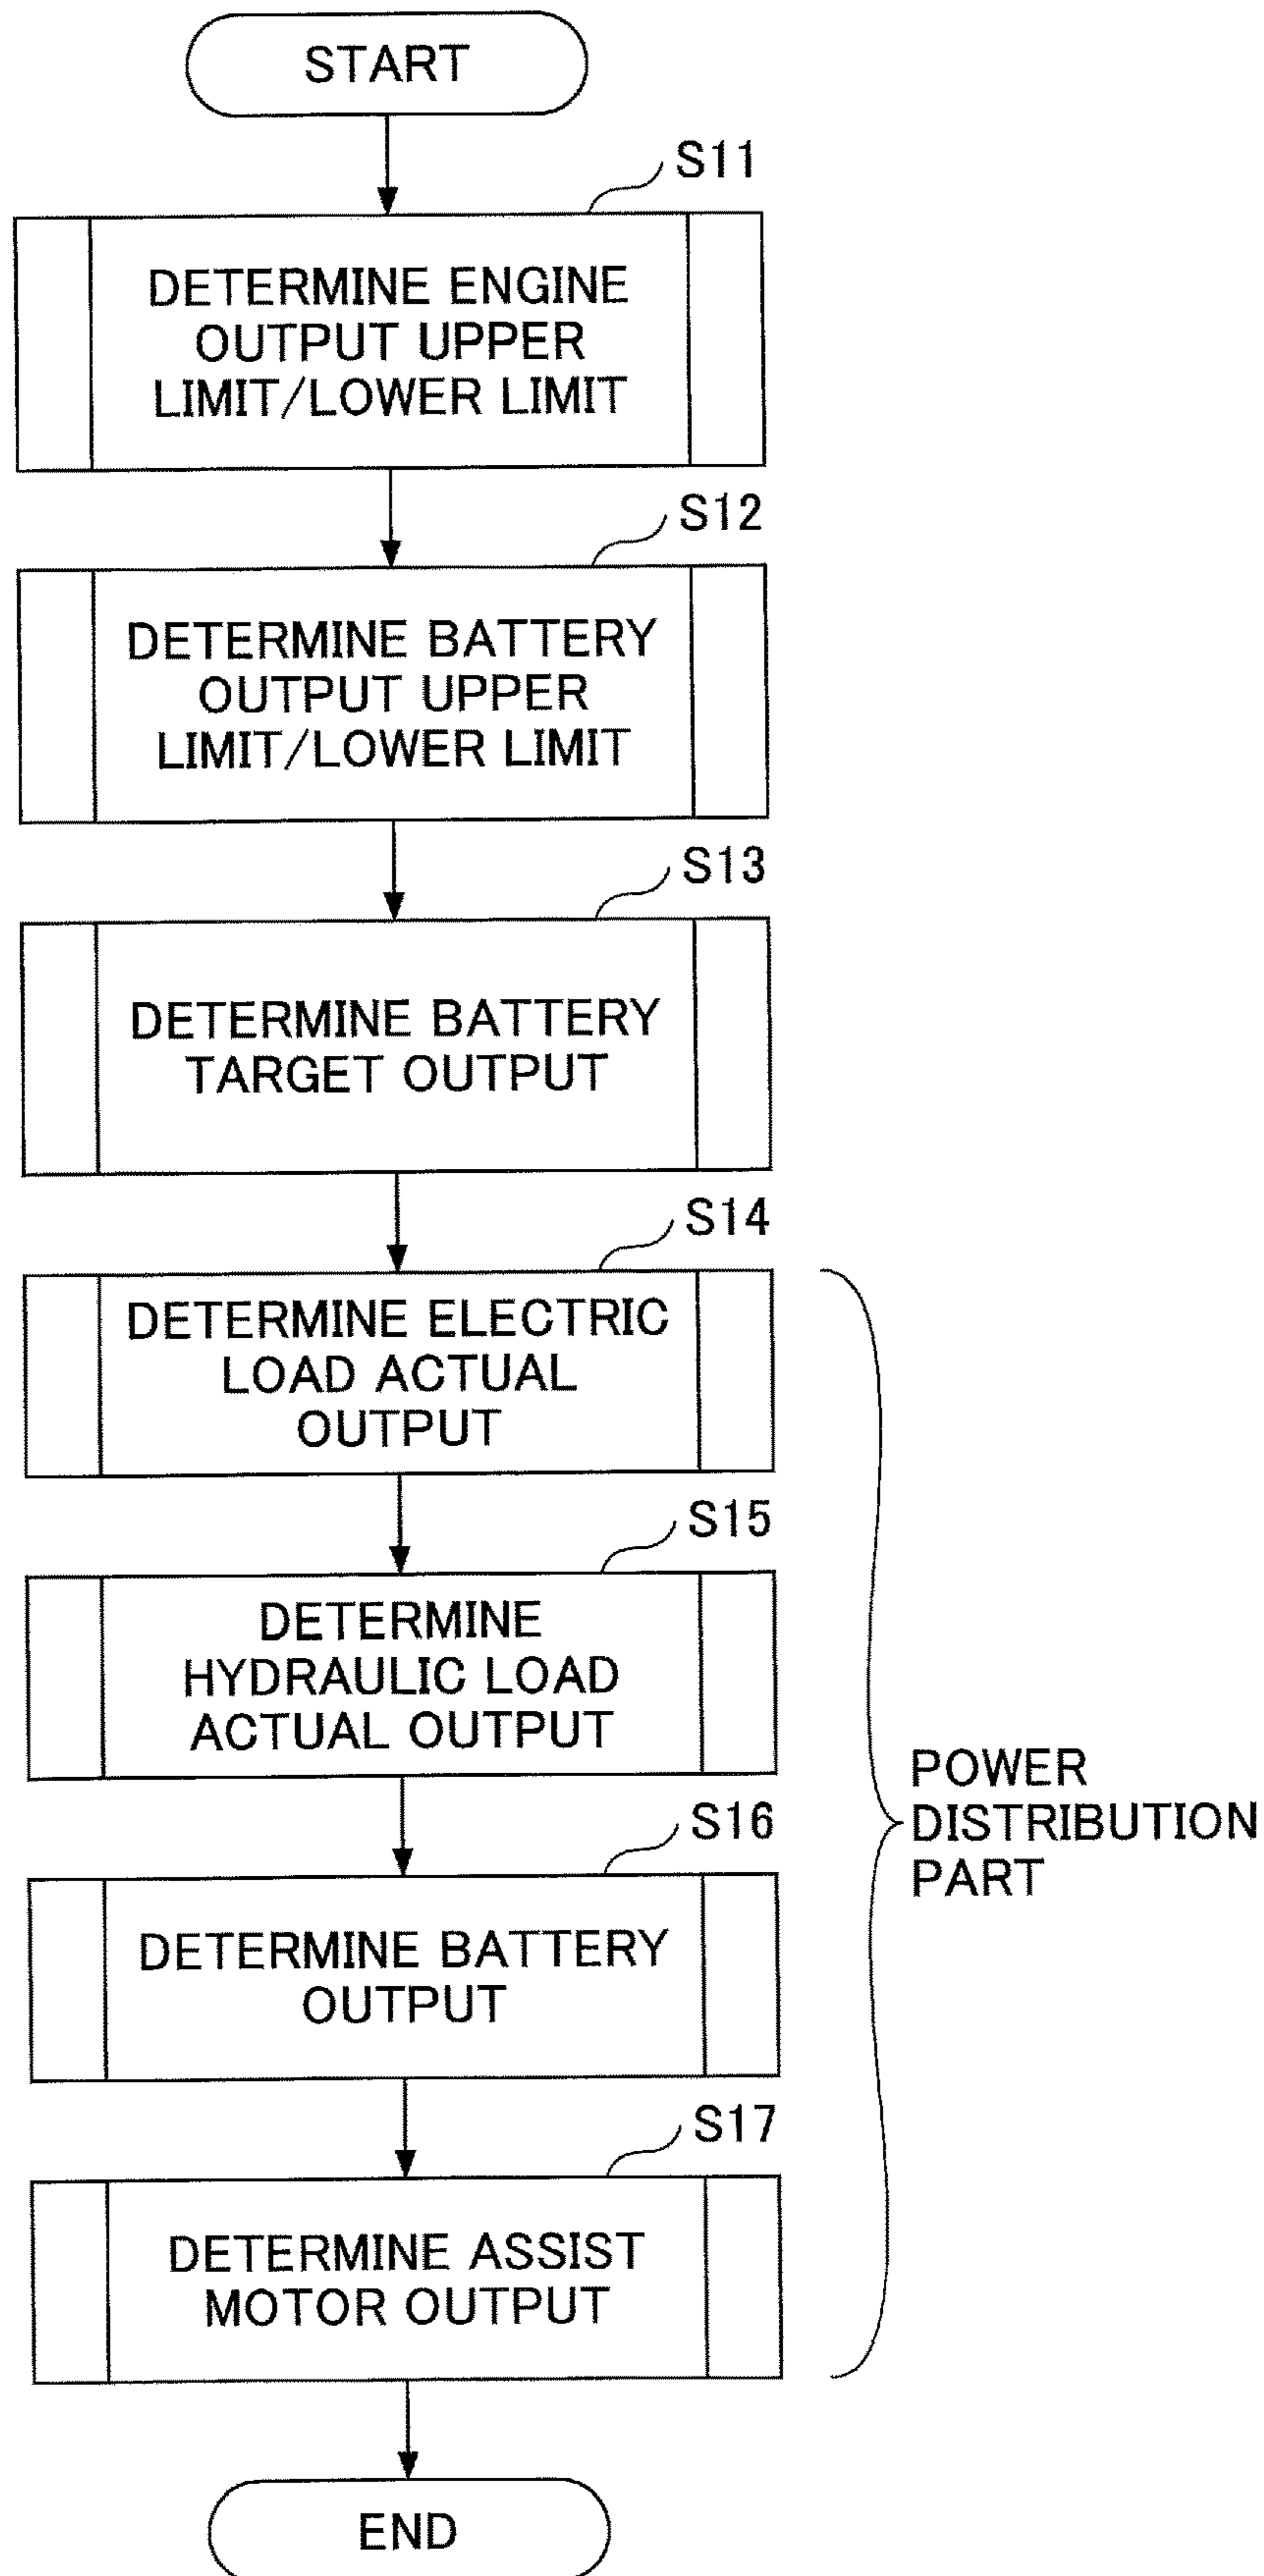 START
S11
DETERMINE ENGINE
OUTPUT UPPER
LIMIT/LOWER LIMIT
S12
DETERMINE BATTERY
OUTPUT UPPER
LIMIT/LOWER LIMIT
S13
DETERMINE BATTERY
TARGET OUTPUT
S14
DETERMINE ELECTRIC
LOAD ACTUAL
OUTPUT
S15
DETERMINE
HYDRAULIC LOAD
ACTUAL OUTPUT
POWER
DISTRIBUTION
PART
S16
DETERMINE BATTERY
OUTPUT
S17
DETERMINE ASSIST
MOTOR OUTPUT
END